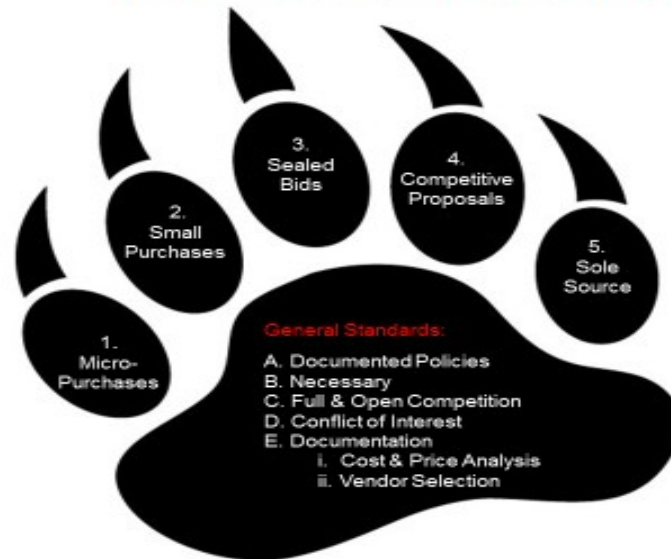 1.
Micro-
Purchases
2.
Small
Purchases
3.
Sealed
Bids
4.
Competitive
Proposals
5.
Sole
Source
General Standards:
A. Documented Policies
B. Necessary
C. Full & Open Competition
D. Conflict of Interest
E. Documentation
i. Cost & Price Analysis
ii. Vendor Selection